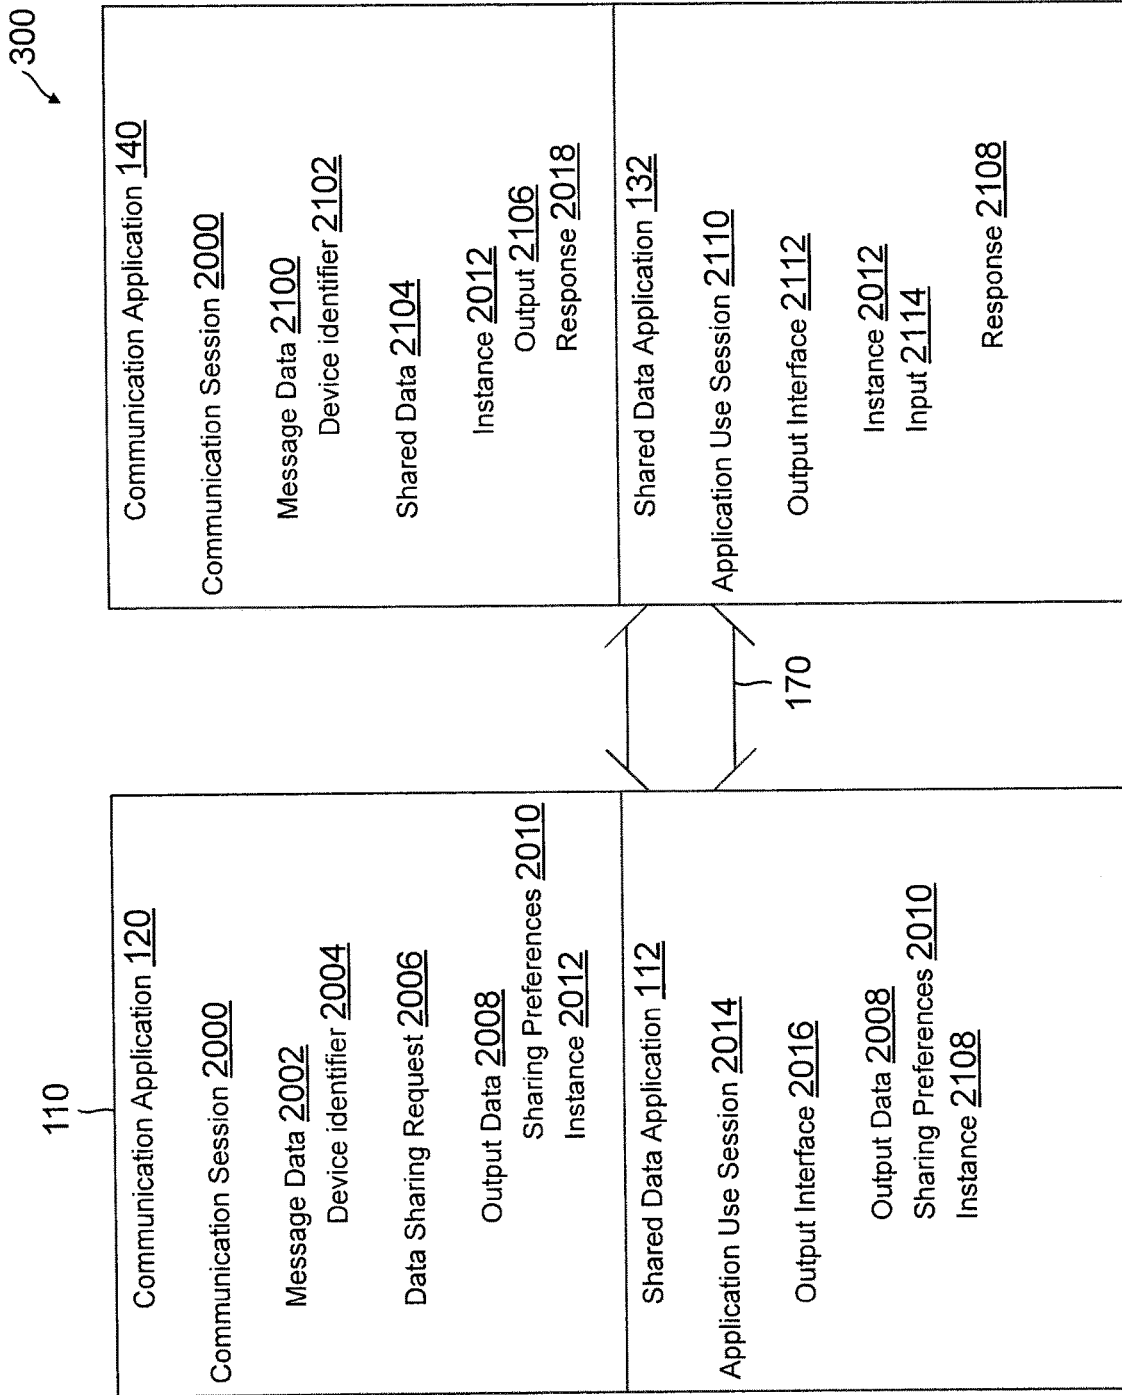 300
110
Communication Application 120
Communication Session 2000
Message Data 2002
Device identifier 2004
Data Sharing Request 2006
Output Data 2008
Sharing Preferences 2010
Instance 2012
Shared Data Application 112
Application Use Session 2014
Output Interface 2016
Output Data 2008
Sharing Preferences 2010
Instance 2108
170
Communication Application 140
Communication Session 2000
Message Data 2100
Device identifier 2102
Shared Data 2104
Instance 2012
Output 2106
Response 2018
Shared Data Application 132
Application Use Session 2110
Output Interface 2112
Instance 2012
Input 2114
Response 2108